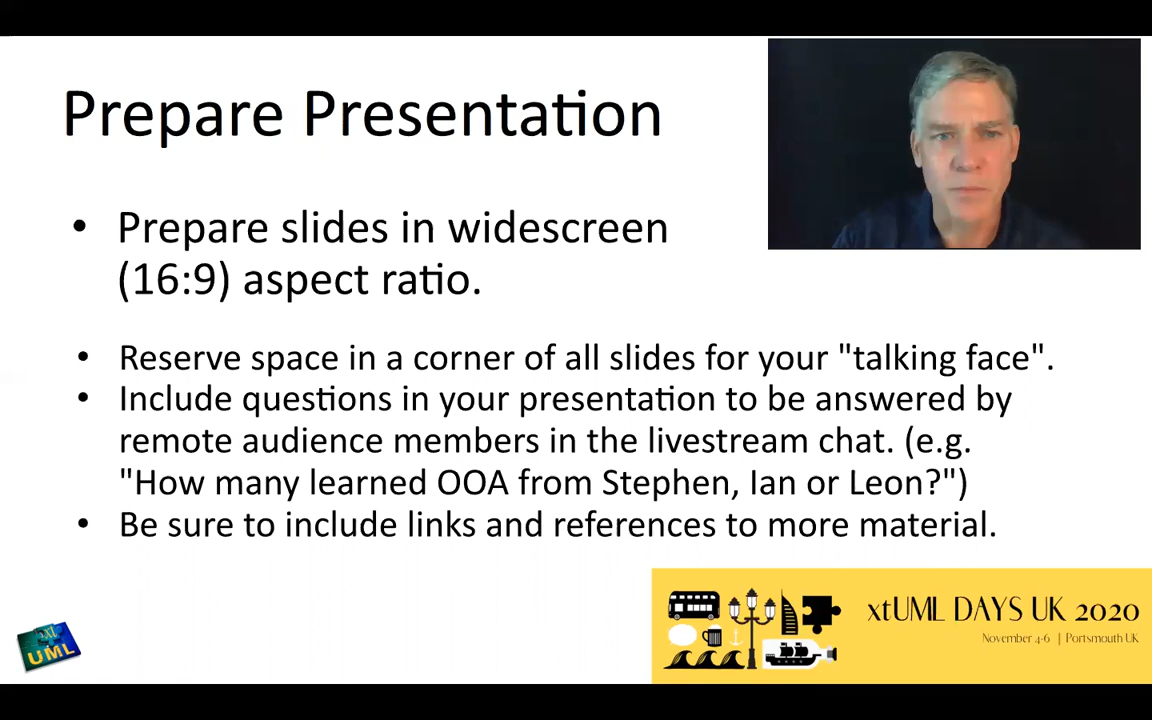 Prepare Presentation
• Prepare slides in widescreen
(16:9) aspect ratio.
• Reserve space in a corner of all slides for your "talking face".
• Include questions in your presentation to be answered by
remote audience members in the livestream chat. (e.g.
"How many learned OOA from Stephen, Ian or Leon?")
• Be sure to include links and references to more material.
xt
UML
xtUML DAYS UK 2020
November 4-6 | Portsmouth UK